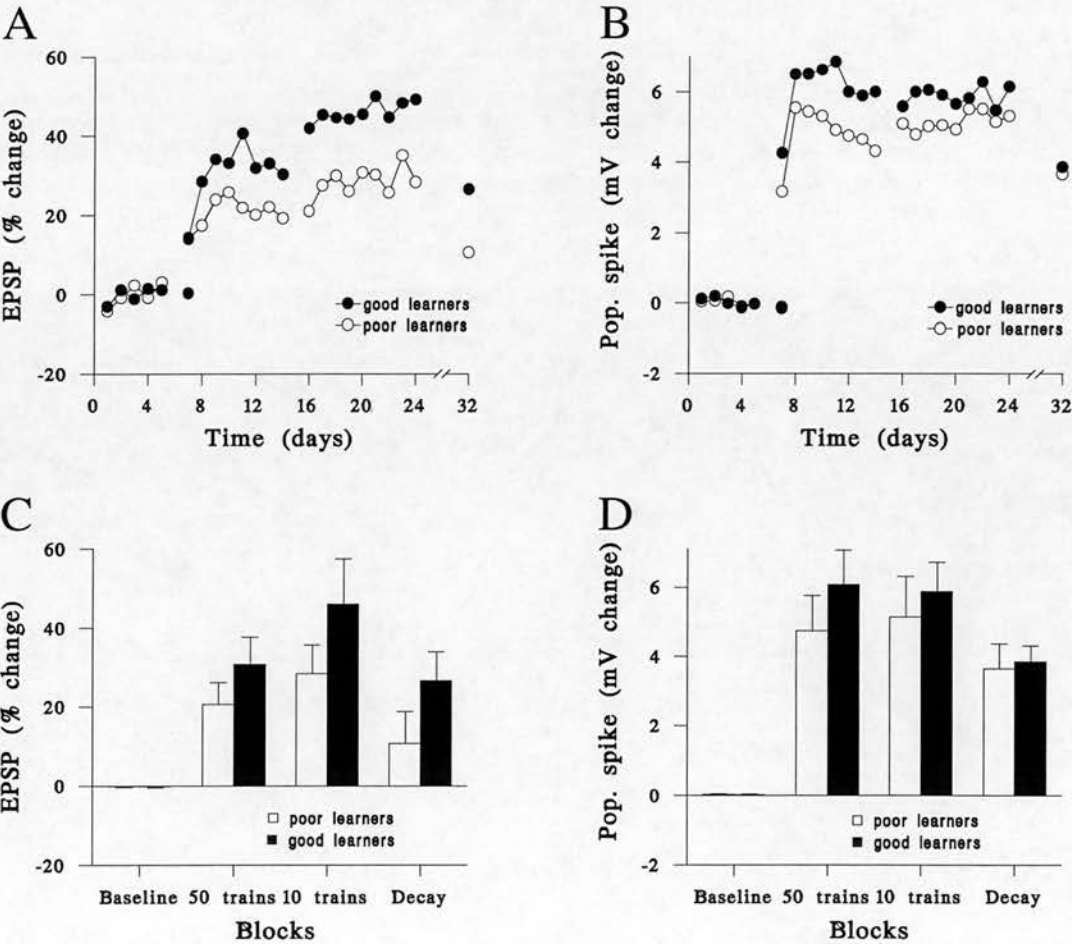 A
EPSP (% change)
60
40
20
0
-20
good learners
poor learners
0 4 8 12 16 20 24 32
Time (days)
B
Pop. spike (mV change)
6
4
2
0
-2
good learners
poor learners
0 4 8 12 16 20 24 32
Time (days)
C
EPSP (% change)
60
40
20
0
-20
poor learners
good learners
Baseline 50 trains 10 trains Decay
Blocks
D
Pop. spike (mV change)
6
4
2
0
-2
poor learners
good learners
Baseline 50 trains 10 trains Decay
Blocks